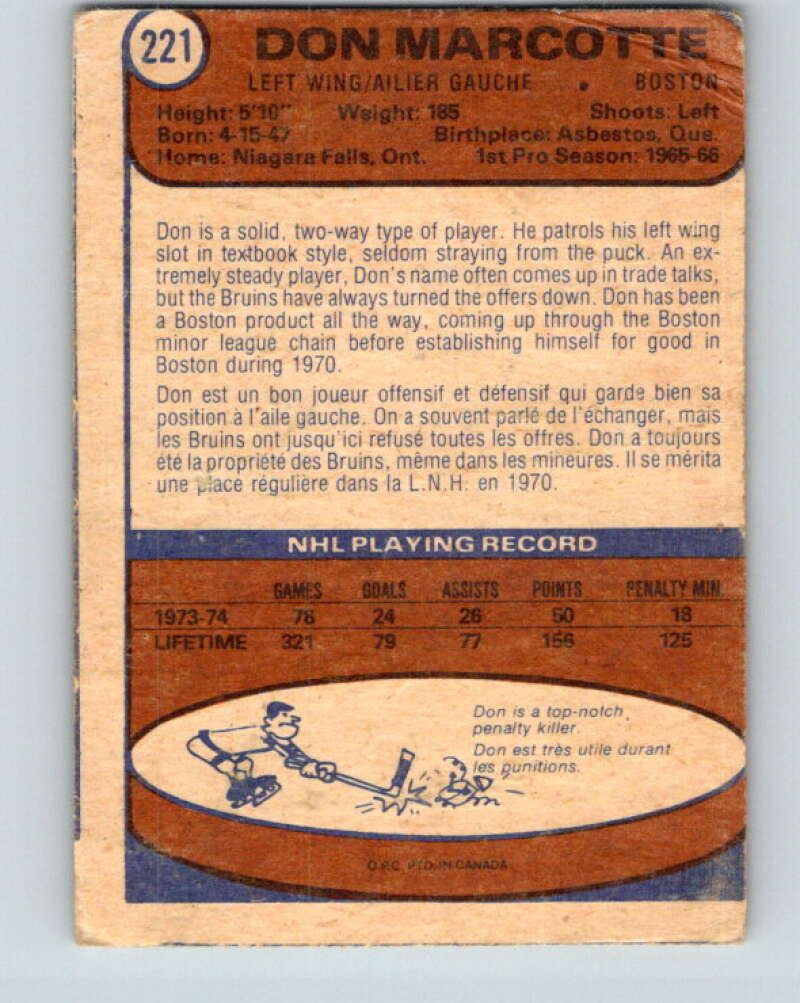 221
DON MARCOTTE
LEFT WING/AILIER GAUCHE • BOSTON
Height: 5'10" Weight: 185 Shoots: Left
Born: 4-15-47 Birthplace: Asbestos, Que.
Home: Niagara Falls, Ont. 1st Pro Season: 1965-66
Don is a solid, two-way type of player. He patrols his left wing
slot in textbook style, seldom straying from the puck. An ex-
tremely steady player, Don's name often comes up in trade talks,
but the Bruins have always turned the offers down. Don has been
a Boston product all the way, coming up through the Boston
minor league chain before establishing himself for good in
Boston during 1970.
Don est un bon joueur offensif et défensif qui garde bien sa
position à l'aile gauche. On a souvent parlé de l'échanger, mais
les Bruins ont jusqu'ici refusé toutes les offres. Don a toujours
été la propriété des Bruins, même dans les mineures. Il se mérita
une place régulière dans la L.N.H. en 1970.
NHL PLAYING RECORD
GAMES GOALS ASSISTS POINTS PENALTY MIN.
1973-74 78 24 26 50 18
LIFETIME 321 79 77 156 125
Don is a top-notch
penalty killer.
Don est très utile durant
les punitions.
O.P.C. PTD. IN CANADA